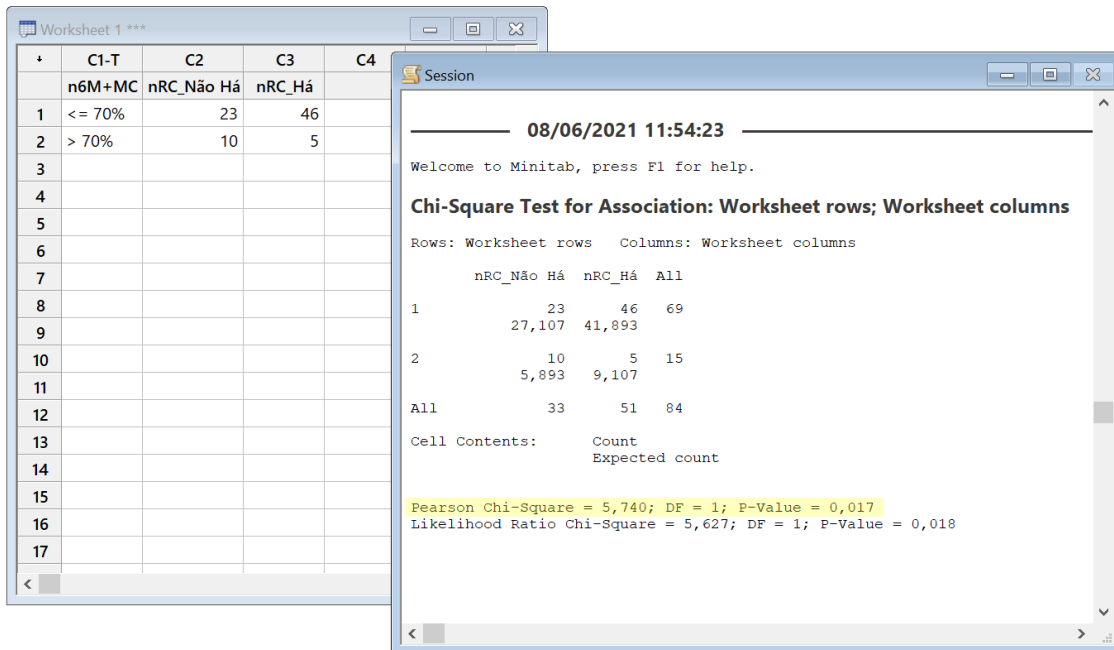 Worksheet 1 ***
↓ C1-T C2 C3 C4
n6M+MC nRC_Não Há nRC_Há
1 <= 70% 23 46
2 > 70% 10 5
3
4
5
6
7
8
9
10
11
12
13
14
15
16
17
Session
08/06/2021 11:54:23
Welcome to Minitab, press F1 for help.
Chi-Square Test for Association: Worksheet rows; Worksheet columns
Rows: Worksheet rows Columns: Worksheet columns
nRC_Não Há nRC_Há All
1 23 46 69
27,107 41,893
2 10 5 15
5,893 9,107
All 33 51 84
Cell Contents: Count
Expected count
Pearson Chi-Square = 5,740; DF = 1; P-Value = 0,017
Likelihood Ratio Chi-Square = 5,627; DF = 1; P-Value = 0,018